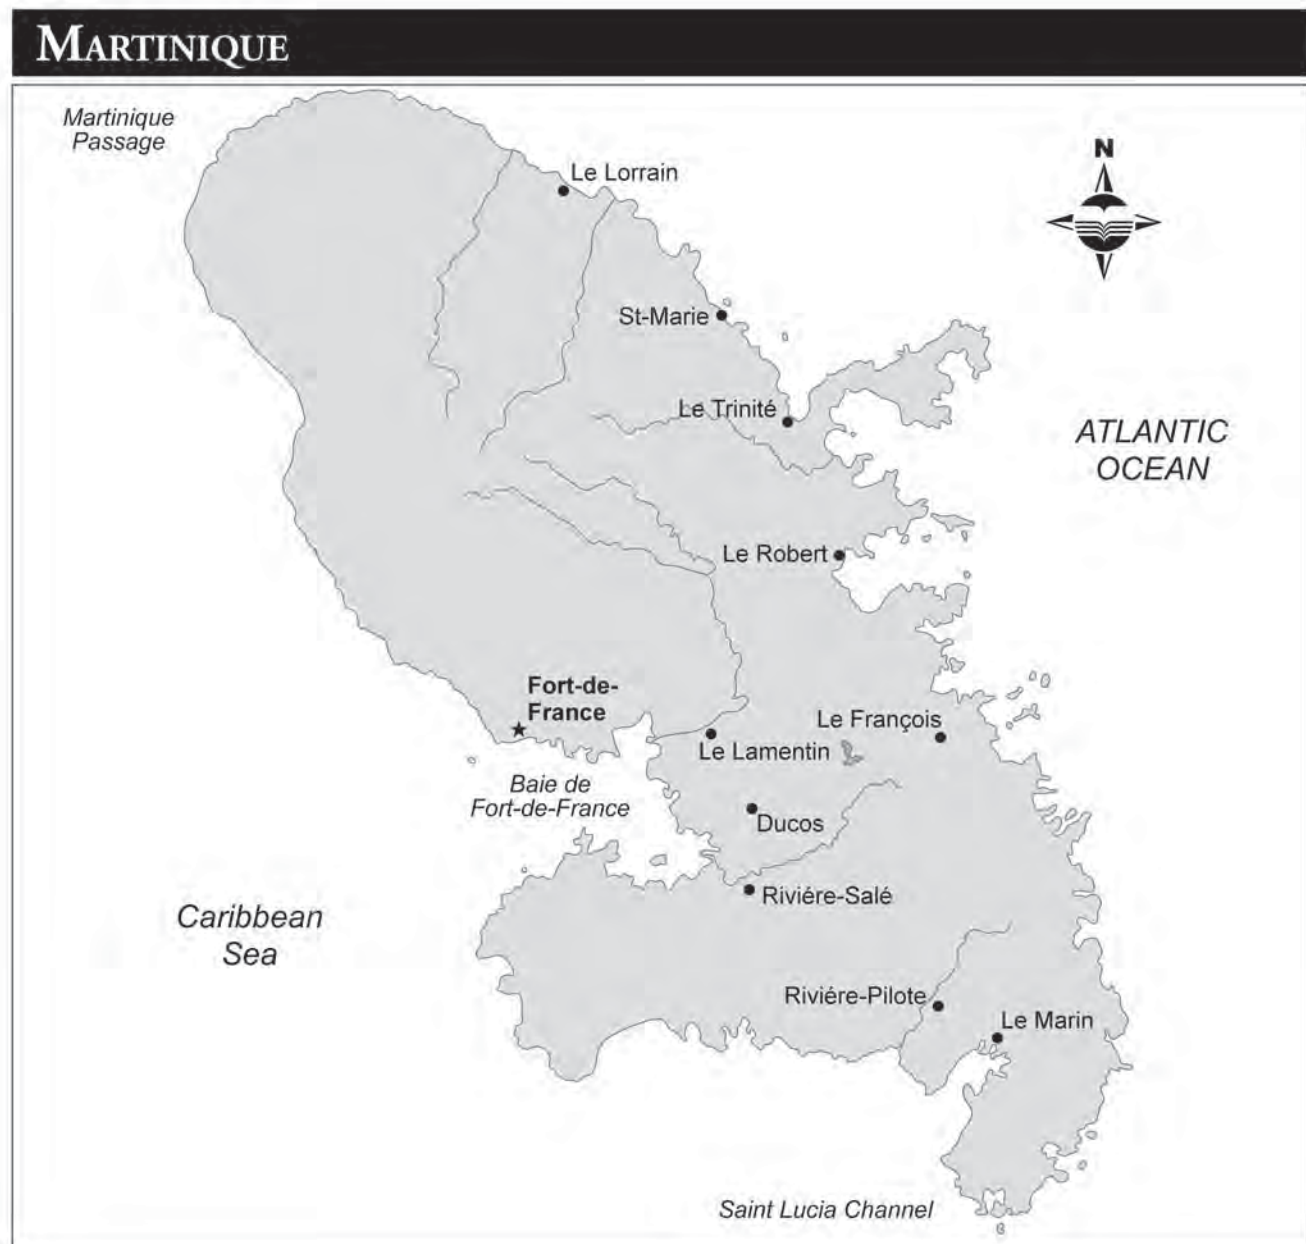 MARTINIQUE
Martinique
Passage
N
Le Lorrain
St-Marie
Le Trinité
ATLANTIC
OCEAN
Le Robert
Fort-de-
France
Le François
Le Lamentin
Baie de
Fort-de-France
Ducos
Riviére-Salé
Caribbean
Sea
Riviére-Pilote
Le Marin
Saint Lucia Channel